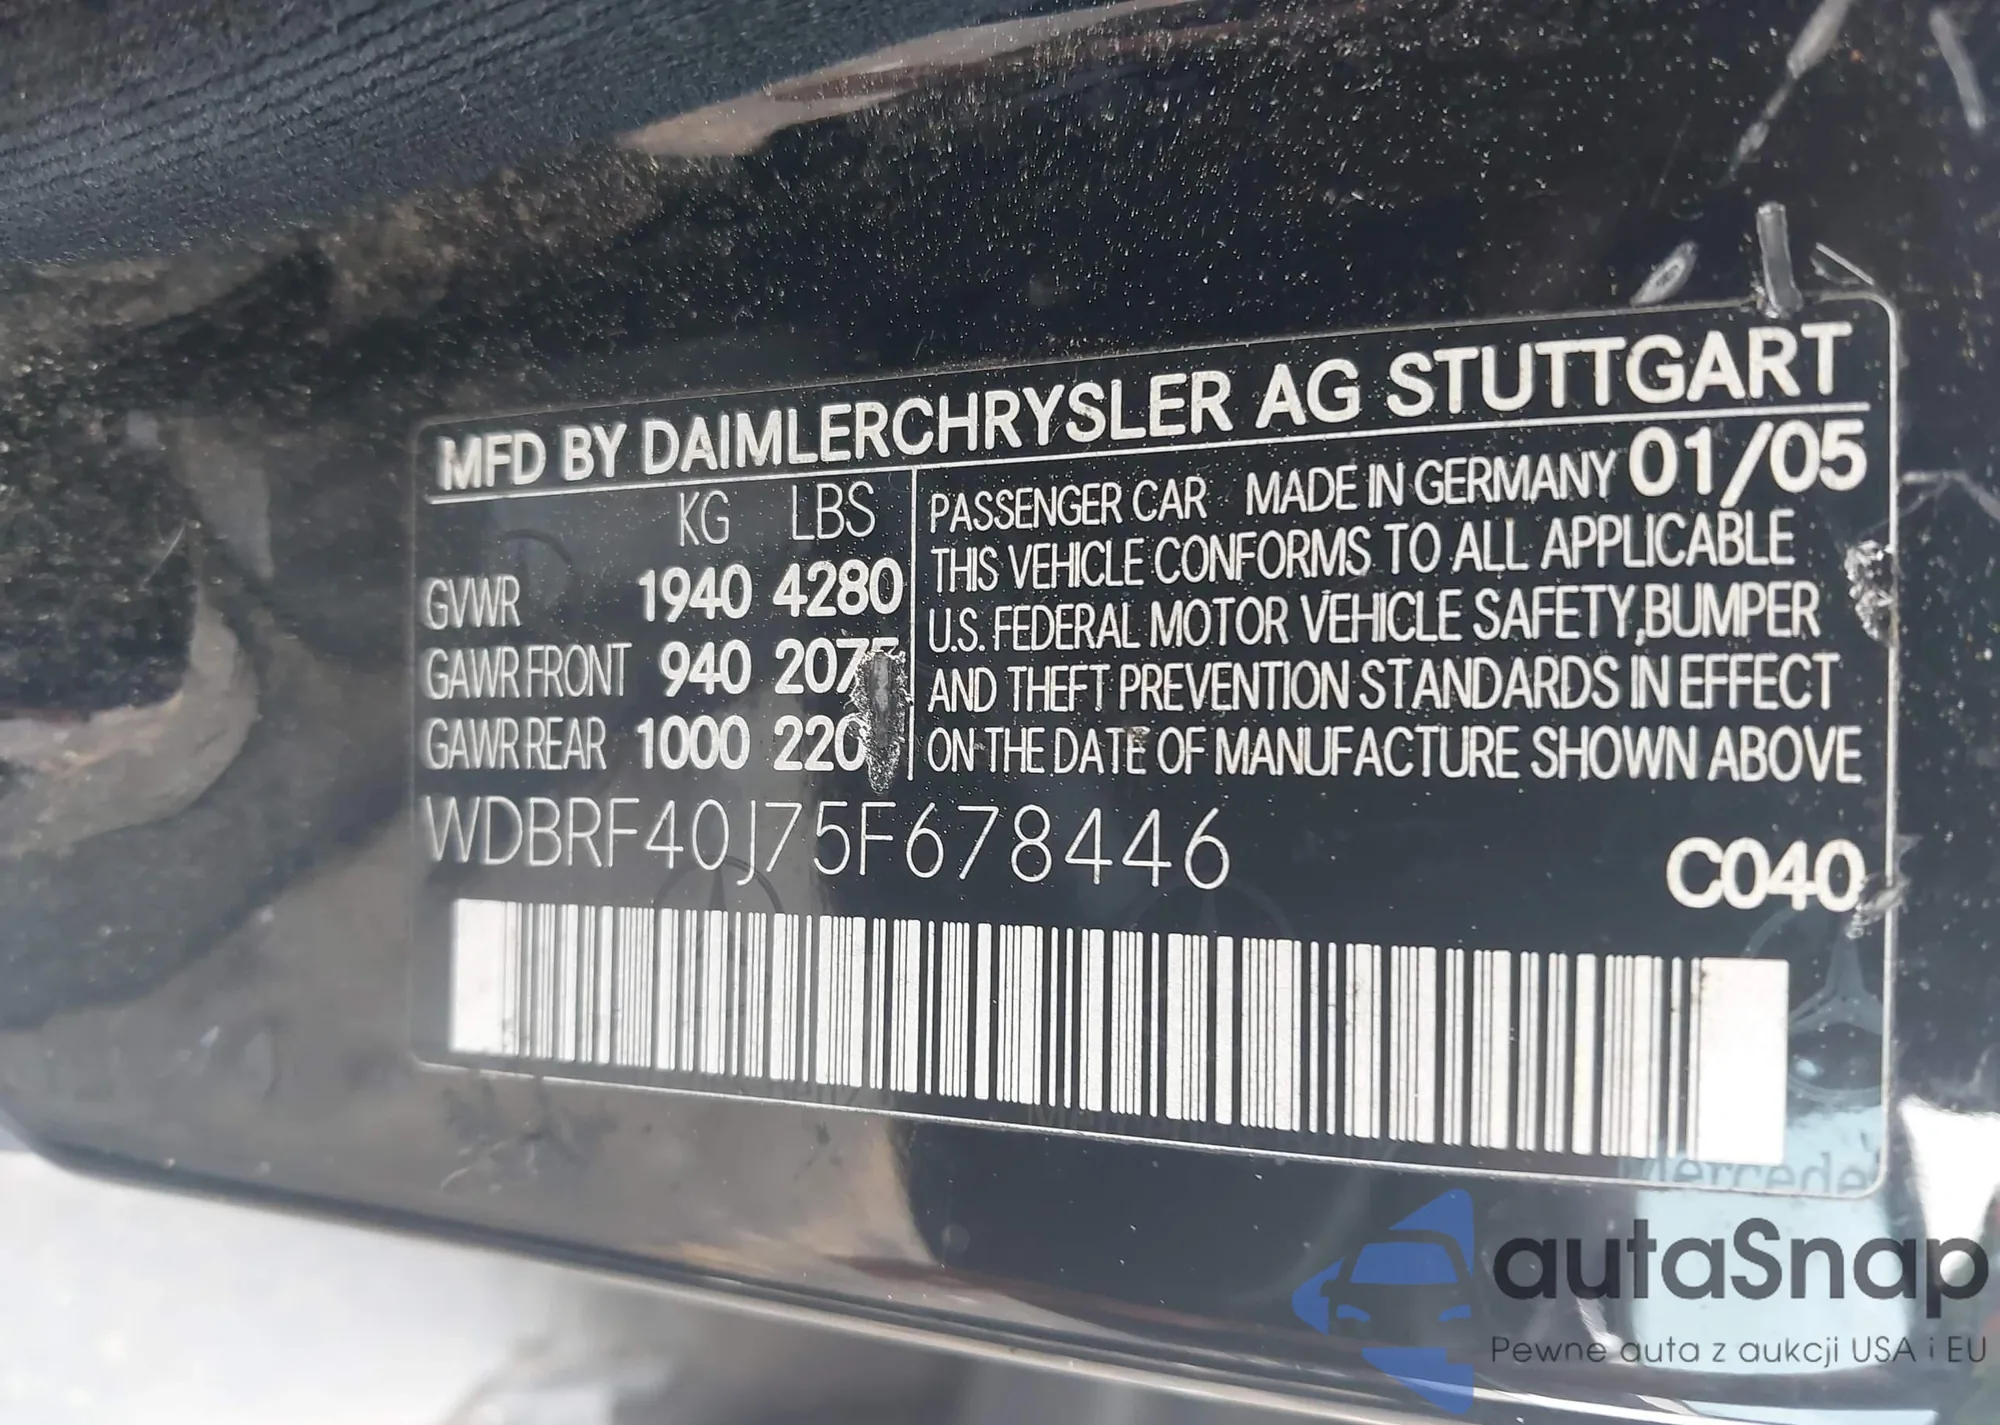 MFD BY DAIMLERCHRYSLER AG STUTTGART
KG LBS
GVWR 1940 4280
GAWR FRONT 940 2075
GAWR REAR 1000
PASSENGER CAR MADE IN GERMANY 01/05
THIS VEHICLE CONFORMS TO ALL APPLICABLE
U.S. FEDERAL MOTOR VEHICLE SAFETY,BUMPER
AND THEFT PREVENTION STANDARDS IN EFFECT
ON THE DATE OF MANUFACTURE SHOWN ABOVE
WDBRF40J75F678446
C040
autaSnap
Pewne auta z aukcji USA i EU